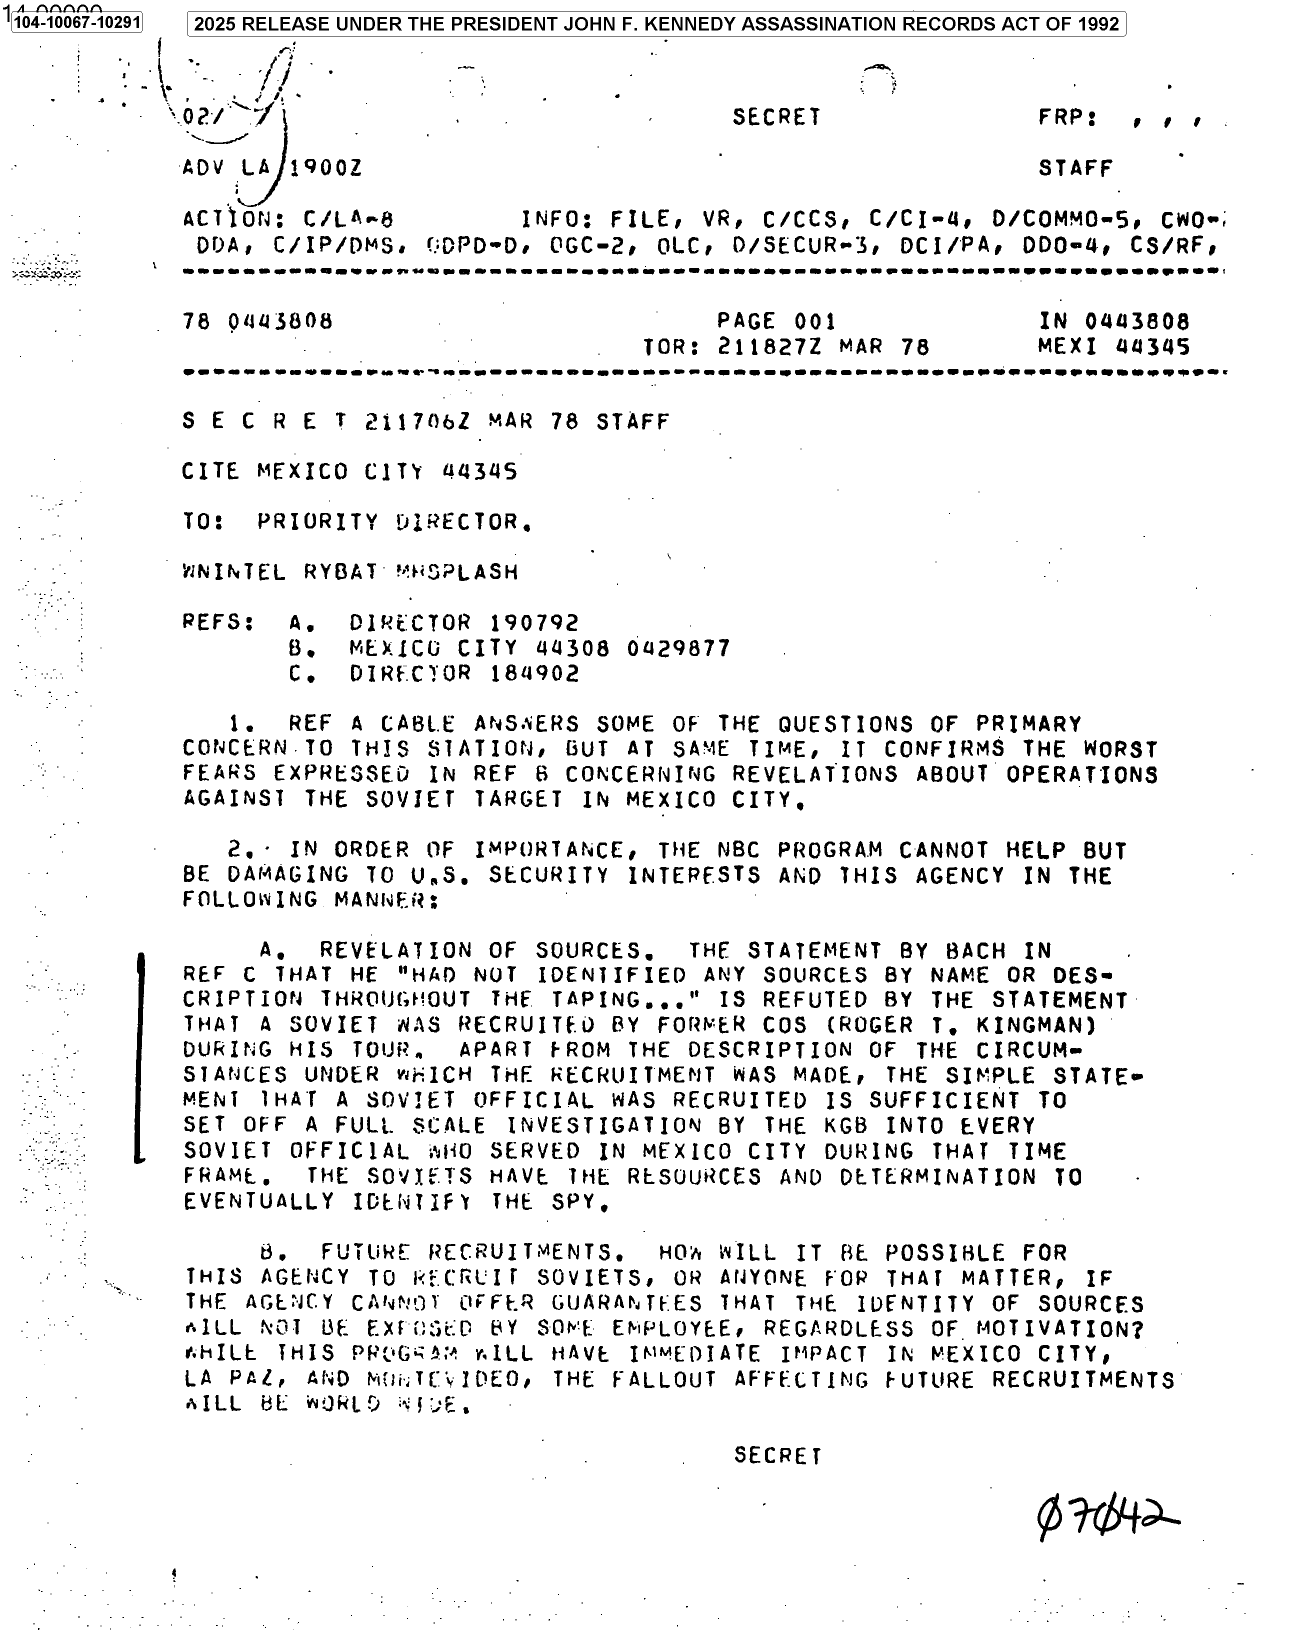 104-10067-10291
2025 RELEASE UNDER THE PRESIDENT JOHN F. KENNEDY ASSASSINATION RECORDS ACT OF 1992
02/ SECRET FRP: , , ,
ADV LA 1900Z STAFF
ACTION: C/LA-8 INFO: FILE, VR, C/CCS, C/CI-4, D/COMMO-5, CWO-
DDA, C/IP/DMS, ODPD-D, OGC-2, OLC, D/SECUR-3, DCI/PA, DDO-4, CS/RF,
78 0443808 PAGE 001 IN 0443808
TOR: 211827Z MAR 78 MEXI 44345
S E C R E T 211706Z MAR 78 STAFF
CITE MEXICO CITY 44345
TO: PRIORITY DIRECTOR.
WNINTEL RYBAT MHSPLASH
REFS: A. DIRECTOR 190792
B. MEXICO CITY 44308 0429877
C. DIRECTOR 184902
1. REF A CABLE ANSWERS SOME OF THE QUESTIONS OF PRIMARY
CONCERN TO THIS STATION, BUT AT SAME TIME, IT CONFIRMS THE WORST
FEARS EXPRESSED IN REF B CONCERNING REVELATIONS ABOUT OPERATIONS
AGAINST THE SOVIET TARGET IN MEXICO CITY.
2. IN ORDER OF IMPORTANCE, THE NBC PROGRAM CANNOT HELP BUT
BE DAMAGING TO U.S. SECURITY INTERESTS AND THIS AGENCY IN THE
FOLLOWING MANNER:
A. REVELATION OF SOURCES. THE STATEMENT BY BACH IN
REF C THAT HE "HAD NOT IDENTIFIED ANY SOURCES BY NAME OR DES-
CRIPTION THROUGHOUT THE TAPING..." IS REFUTED BY THE STATEMENT
THAT A SOVIET WAS RECRUITED BY FORMER COS (ROGER T. KINGMAN)
DURING HIS TOUR. APART FROM THE DESCRIPTION OF THE CIRCUM-
STANCES UNDER WHICH THE RECRUITMENT WAS MADE, THE SIMPLE STATE-
MENT THAT A SOVIET OFFICIAL WAS RECRUITED IS SUFFICIENT TO
SET OFF A FULL SCALE INVESTIGATION BY THE KGB INTO EVERY
SOVIET OFFICIAL WHO SERVED IN MEXICO CITY DURING THAT TIME
FRAME. THE SOVIETS HAVE THE RESOURCES AND DETERMINATION TO
EVENTUALLY IDENTIFY THE SPY.
B. FUTURE RECRUITMENTS. HOW WILL IT BE POSSIBLE FOR
THIS AGENCY TO RECRUIT SOVIETS, OR ANYONE FOR THAT MATTER, IF
THE AGENCY CANNOT OFFER GUARANTEES THAT THE IDENTITY OF SOURCES
WILL NOT BE EXPOSED BY SOME EMPLOYEE, REGARDLESS OF MOTIVATION?
WHILE THIS PROGRAM WILL HAVE IMMEDIATE IMPACT IN MEXICO CITY,
LA PAZ, AND MONTEVIDEO, THE FALLOUT AFFECTING FUTURE RECRUITMENTS
WILL BE WORLD WIDE.
SECRET
07042